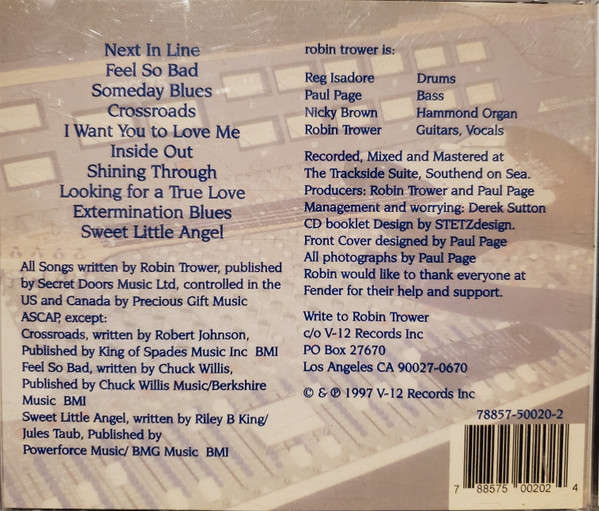 Next In Line
Feel So Bad
Someday Blues
Crossroads
I Want You to Love Me
Inside Out
Shining Through
Looking for a True Love
Extermination Blues
Sweet Little Angel
All Songs written by Robin Trower, published
by Secret Doors Music Ltd, controlled in the
US and Canada by Precious Gift Music
ASCAP, except:
Crossroads, written by Robert Johnson,
Published by King of Spades Music Inc BMI
Feel So Bad, written by Chuck Willis,
Published by Chuck Willis Music/Berkshire
Music BMI
Sweet Little Angel, written by Riley B King/
Jules Taub, Published by
Powerforce Music/ BMG Music BMI
robin trower is:
Reg Isadore Drums
Paul Page Bass
Nicky Brown Hammond Organ
Robin Trower Guitars, Vocals
Recorded, Mixed and Mastered at
The Trackside Suite, Southend on Sea.
Producers: Robin Trower and Paul Page
Management and worrying: Derek Sutton
CD booklet Design by STETZdesign.
Front Cover designed by Paul Page
All photographs by Paul Page
Robin would like to thank everyone at
Fender for their help and support.
Write to Robin Trower
c/o V-12 Records Inc
PO Box 27670
Los Angeles CA 90027-0670
© & ℗ 1997 V-12 Records Inc
78857-50020-2
7 88575 00202 4